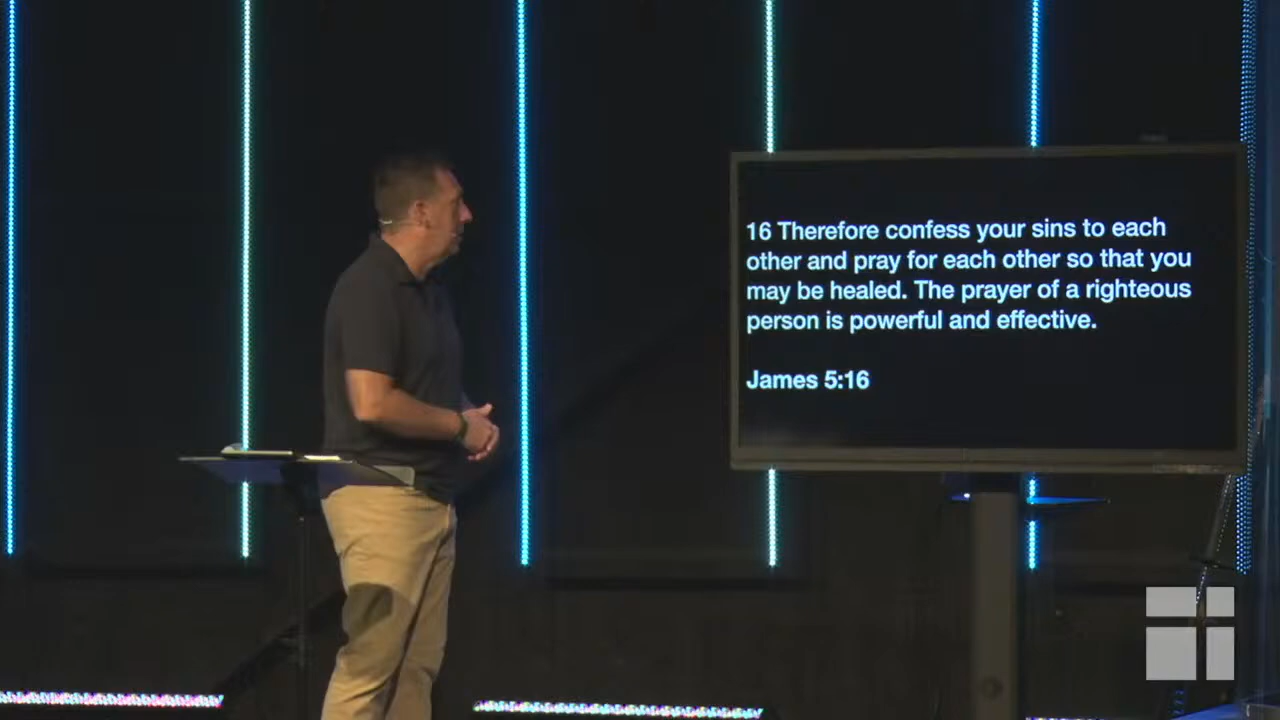 16 Therefore confess your sins to each
other and pray for each other so that you
may be healed. The prayer of a righteous
person is powerful and effective.
James 5:16